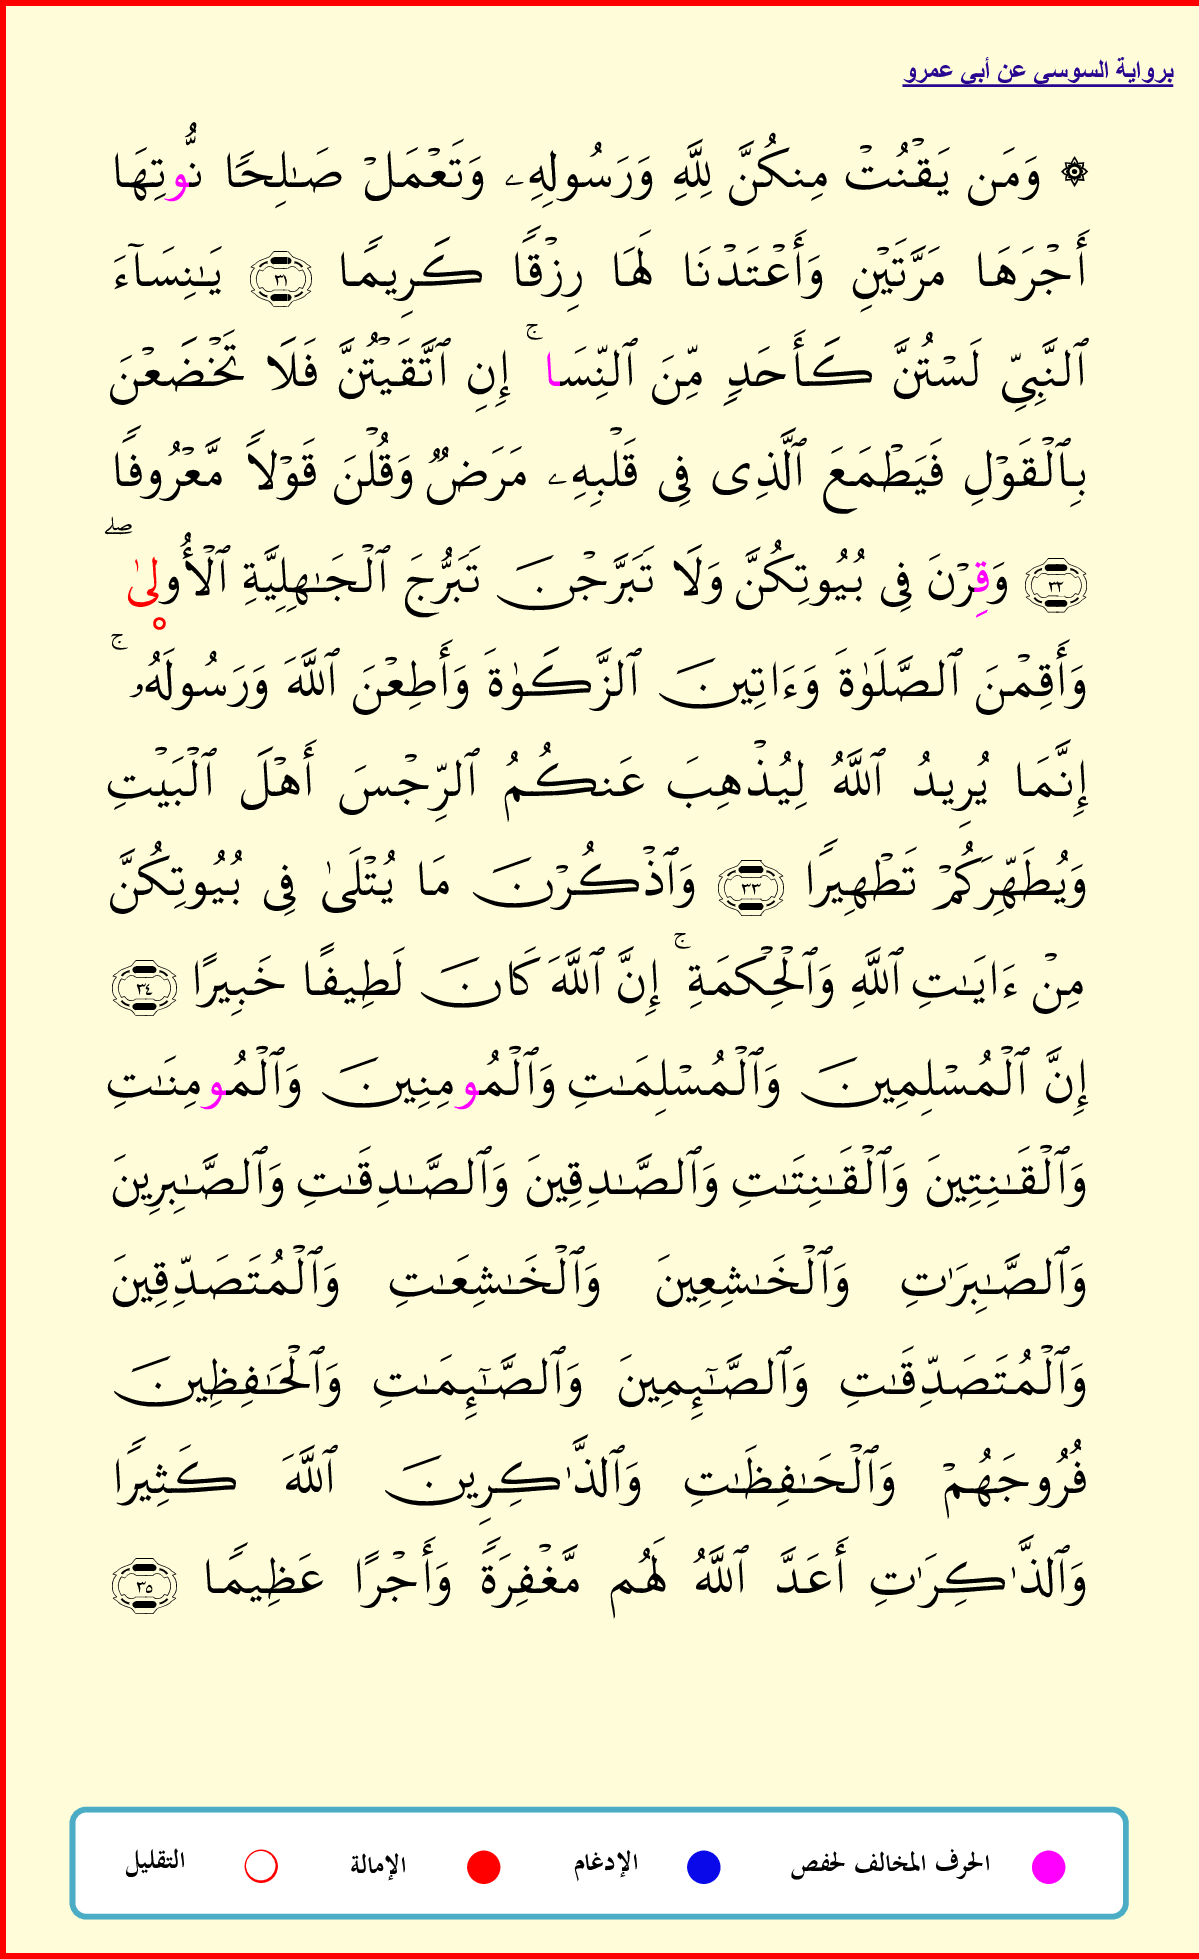 برواية السوسي عن أبي عمرو
۞ وَمَن يَقۡنُتۡ مِنكُنَّ لِلَّهِ وَرَسُولِهِۦ وَتَعۡمَلۡ صَـٰلِحًا نُّوتِهَا
أَجۡرَهَا مَرَّتَيۡنِ وَأَعۡتَدۡنَا لَهَا رِزۡقًا كَرِيمًا ٣١ يَـٰنِسَآءَ
ٱلنَّبِيِّ لَسۡتُنَّ كَأَحَدٍ مِّنَ ٱلنِّسَا ۚ إِنِ ٱتَّقَيۡتُنَّ فَلَا تَخۡضَعۡنَ
بِٱلۡقَوۡلِ فَيَطۡمَعَ ٱلَّذِى فِى قَلۡبِهِۦ مَرَضٌ وَقُلۡنَ قَوۡلًا مَّعۡرُوفًا
٣٢ وَقِرۡنَ فِى بُيُوتِكُنَّ وَلَا تَبَرَّجۡنَ تَبَرُّجَ ٱلۡجَـٰهِلِيَّةِ ٱلۡأُولىٰ ۖ
وَأَقِمۡنَ ٱلصَّلَوٰةَ وَءَاتِينَ ٱلزَّكَوٰةَ وَأَطِعۡنَ ٱللَّهَ وَرَسُولَهُۥ ۚ
إِنَّمَا يُرِيدُ ٱللَّهُ لِيُذۡهِبَ عَنكُمُ ٱلرِّجۡسَ أَهۡلَ ٱلۡبَيۡتِ
وَيُطَهِّرَكُمۡ تَطۡهِيرًا ٣٣ وَٱذۡكُرۡنَ مَا يُتۡلَىٰ فِى بُيُوتِكُنَّ
مِنۡ ءَايَـٰتِ ٱللَّهِ وَٱلۡحِكۡمَةِ ۚ إِنَّ ٱللَّهَ كَانَ لَطِيفًا خَبِيرًا ٣٤
إِنَّ ٱلۡمُسۡلِمِينَ وَٱلۡمُسۡلِمَـٰتِ وَٱلۡمُومِنِينَ وَٱلۡمُومِنَـٰتِ
وَٱلۡقَـٰنِتِينَ وَٱلۡقَـٰنِتَـٰتِ وَٱلصَّـٰدِقِينَ وَٱلصَّـٰدِقَـٰتِ وَٱلصَّـٰبِرِينَ
وَٱلصَّـٰبِرَٰتِ وَٱلۡخَـٰشِعِينَ وَٱلۡخَـٰشِعَـٰتِ وَٱلۡمُتَصَدِّقِينَ
وَٱلۡمُتَصَدِّقَـٰتِ وَٱلصَّـٰٓئِمِينَ وَٱلصَّـٰٓئِمَـٰتِ وَٱلۡحَـٰفِظِينَ
فُرُوجَهُمۡ وَٱلۡحَـٰفِظَـٰتِ وَٱلذَّٰكِرِينَ ٱللَّهَ كَثِيرًا
وَٱلذَّٰكِرَٰتِ أَعَدَّ ٱللَّهُ لَهُم مَّغۡفِرَةً وَأَجۡرًا عَظِيمًا ٣٥
الحرف المخالف لحفص الإدغام الإمالة التقليل